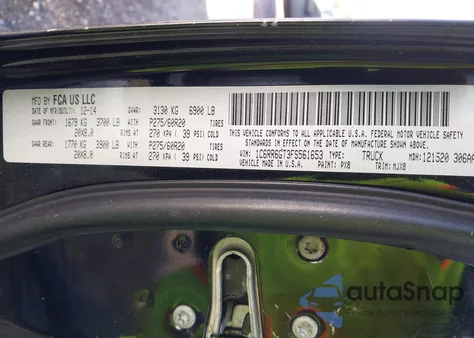 MFD BY FCA US LLC
DATE OF MFR(BUILT): 12-14 GVWR: 3130 KG 6900 LB
GAWR FRONT: 1679 KG 3700 LB WITH P275/60R20 TIRES
20X8.0 RIMS AT 270 KPA ( 39 PSI) COLD
GAWR REAR: 1770 KG 3900 LB WITH P275/60R20 TIRES
20X8.0 RIMS AT 270 KPA ( 39 PSI) COLD
THIS VEHICLE CONFORMS TO ALL APPLICABLE U.S.A. FEDERAL MOTOR VEHICLE SAFETY
STANDARDS IN EFFECT ON THE DATE OF MANUFACTURE SHOWN ABOVE.
VIN: 1C6RR6GT3FS561653 TYPE: TRUCK MDH: 121520 306A
VEHICLE MADE IN U.S.A. PAINT: PX8 TRIM: MJX8
autoSnap